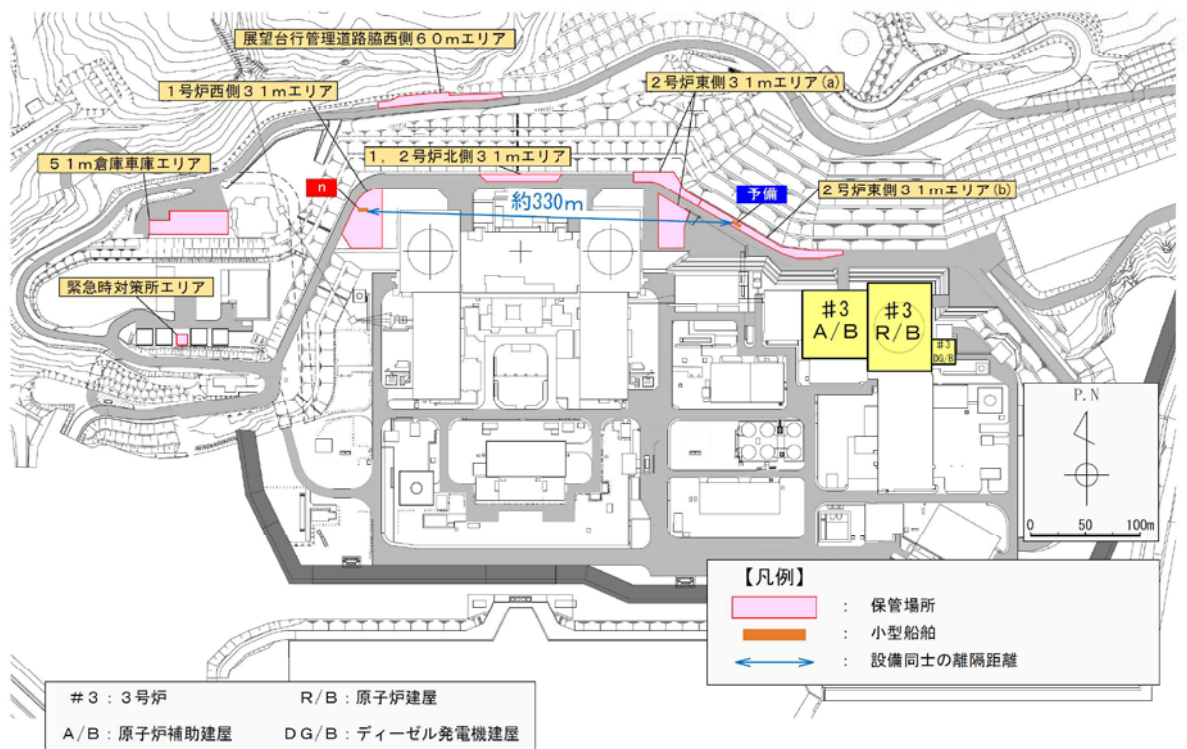 展望台行管理道路脇西側60mエリア
1号炉西側31mエリア
2号炉東側31mエリア(a)
51m倉庫車庫エリア
1,2号炉北側31mエリア
n
予備
2号炉東側31mエリア(b)
約330m
緊急時対策所エリア
#3
A/B
#3
R/B
#3
DG/B
P.N
0 50 100m
【凡例】
: 保管場所
: 小型船舶
: 設備同士の離隔距離
#3:3号炉 R/B:原子炉建屋
A/B:原子炉補助建屋 DG/B:ディーゼル発電機建屋